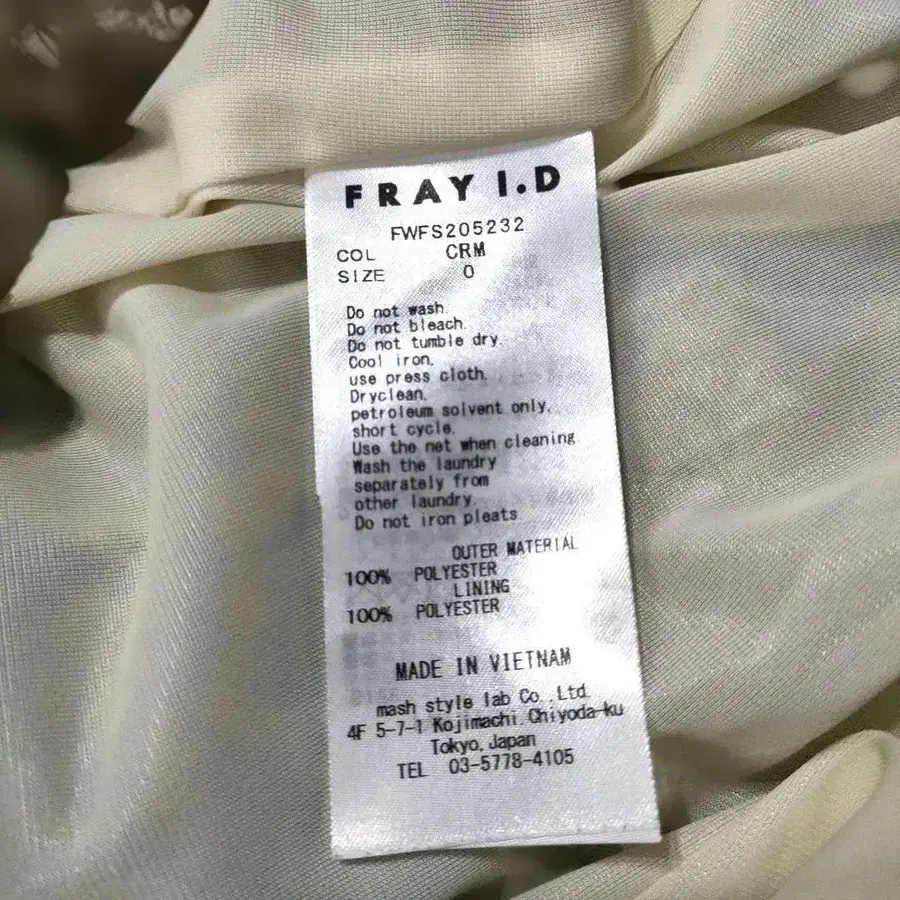 FRAY I.D
FWFS205232
COL CRM
SIZE 0
Do not wash.
Do not bleach.
Do not tumble dry.
Cool iron.
use press cloth.
Dryclean.
petroleum solvent only.
short cycle.
Use the net when cleaning
Wash the laundry
separately from
other laundry.
Do not iron pleats.
OUTER MATERIAL
100% POLYESTER
LINING
100% POLYESTER
MADE IN VIETNAM
mash style lab Co.,Ltd.
4F 5-7-1 Kojimachi.Chiyoda-ku
Tokyo,Japan
TEL 03-5778-4105